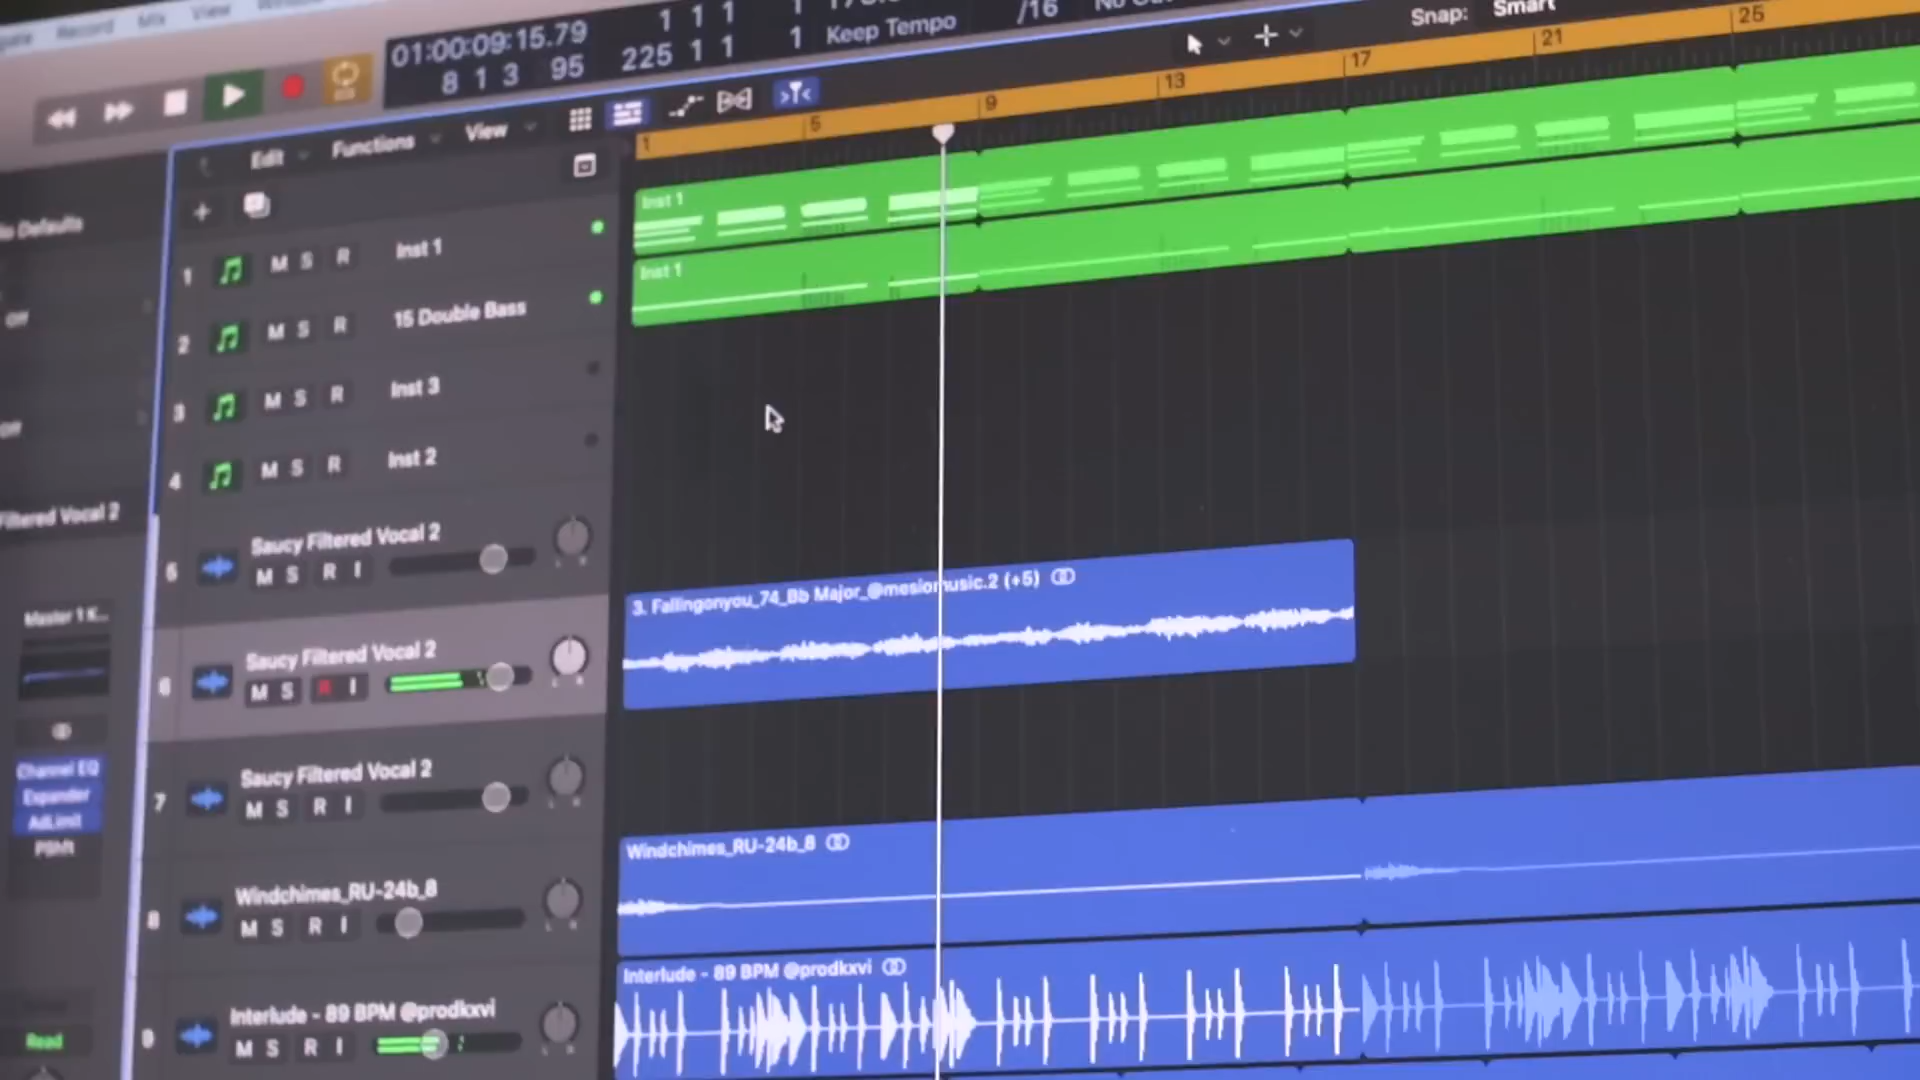 Record Mix View
01:00:09:15.79
8 1 3 95
1 1 1
225 1 1
1
1
Keep Tempo
/16
Snap: Smart
Edit Functions View
1 5 9 13 17 21 25
Defaults
Off
Off
Filtered Vocal 2
Master 1 K...
Channel EQ
Expander
AdLimit
Read
1 M S R Inst 1
2 M S R 15 Double Bass
3 M S R Inst 3
4 M S R Inst 2
5 Saucy Filtered Vocal 2
M S R I
6 Saucy Filtered Vocal 2
M S R I
7 Saucy Filtered Vocal 2
M S R I
8 Windchimes_RU-24b_8
M S R I
9 Interlude - 89 BPM @prodkxvi
M S R I
Inst 1
Inst 1
3. Fallingonyou_74_Bb Major_@mesiomusic.2 (+5)
Windchimes_RU-24b_8
Interlude - 89 BPM @prodkxvi